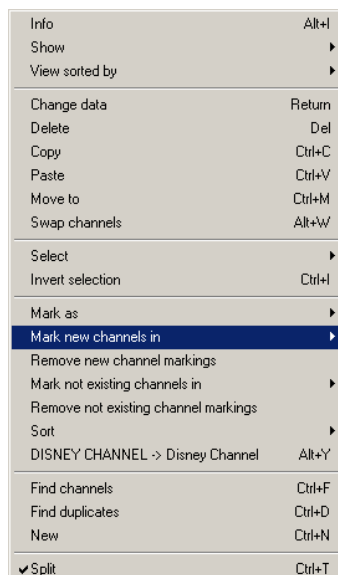 Info Alt+I
Show
View sorted by
Change data Return
Delete Del
Copy Ctrl+C
Paste Ctrl+V
Move to Ctrl+M
Swap channels Alt+W
Select
Invert selection Ctrl+I
Mark as
Mark new channels in
Remove new channel markings
Mark not existing channels in
Remove not existing channel markings
Sort
DISNEY CHANNEL -> Disney Channel Alt+Y
Find channels Ctrl+F
Find duplicates Ctrl+D
New Ctrl+N
Split Ctrl+T